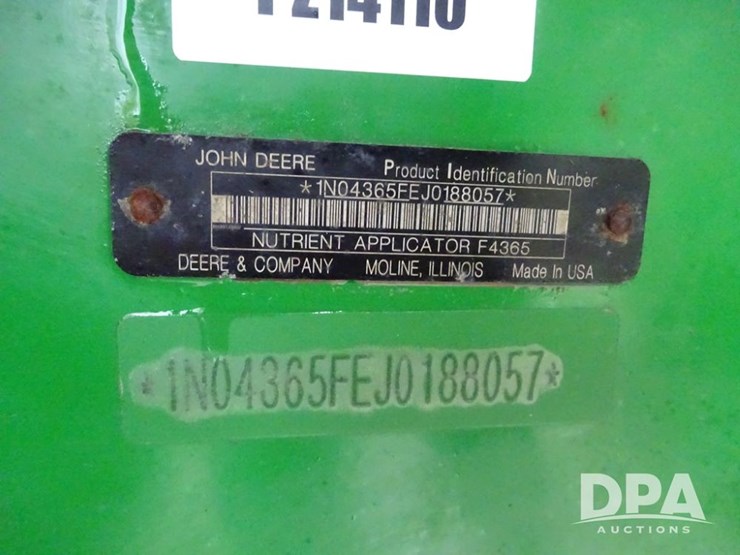 JOHN DEERE Product Identification Number
*1N04365FEJ0188057*
NUTRIENT APPLICATOR F4365
DEERE & COMPANY MOLINE, ILLINOIS Made In USA
*1N04365FEJ0188057*
DPA
AUCTIONS